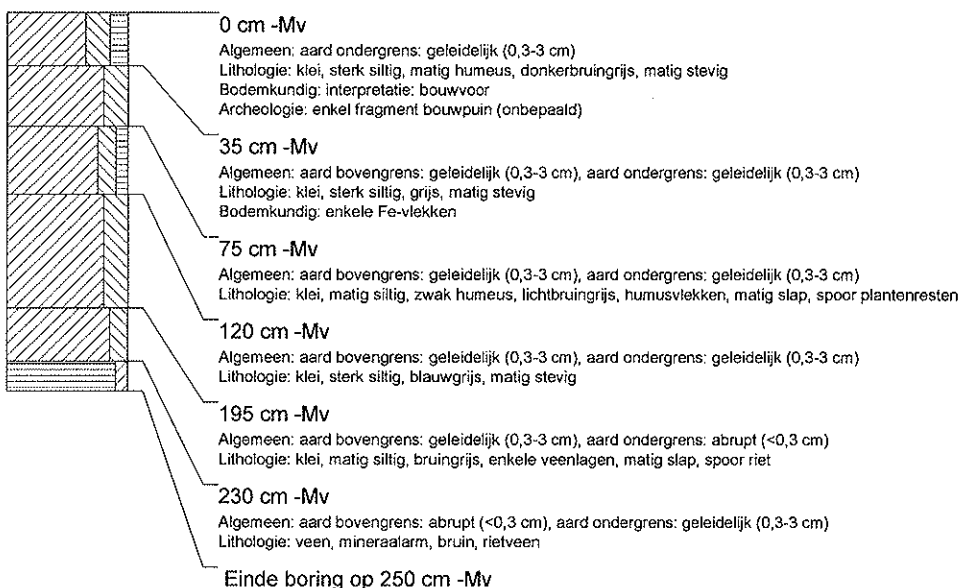 0 cm -Mv
Algemeen: aard ondergrens: geleidelijk (0,3-3 cm)
Lithologie: klei, sterk siltig, matig humeus, donkerbruingrijs, matig stevig
Bodemkundig: interpretatie: bouwvoor
Archeologie: enkel fragment bouwpuin (onbepaald)
35 cm -Mv
Algemeen: aard bovengrens: geleidelijk (0,3-3 cm), aard ondergrens: geleidelijk (0,3-3 cm)
Lithologie: klei, sterk siltig, grijs, matig stevig
Bodemkundig: enkele Fe-vlekken
75 cm -Mv
Algemeen: aard bovengrens: geleidelijk (0,3-3 cm), aard ondergrens: geleidelijk (0,3-3 cm)
Lithologie: klei, matig siltig, zwak humeus, lichtbruingrijs, humusvlekken, matig slap, spoor plantenresten
120 cm -Mv
Algemeen: aard bovengrens: geleidelijk (0,3-3 cm), aard ondergrens: geleidelijk (0,3-3 cm)
Lithologie: klei, sterk siltig, blauwgrijs, matig stevig
195 cm -Mv
Algemeen: aard bovengrens: geleidelijk (0,3-3 cm), aard ondergrens: abrupt (<0,3 cm)
Lithologie: klei, matig siltig, bruingrijs, enkele veenlagen, matig slap, spoor riet
230 cm -Mv
Algemeen: aard bovengrens: abrupt (<0,3 cm), aard ondergrens: geleidelijk (0,3-3 cm)
Lithologie: veen, mineraalarm, bruin, rietveen
Einde boring op 250 cm -Mv